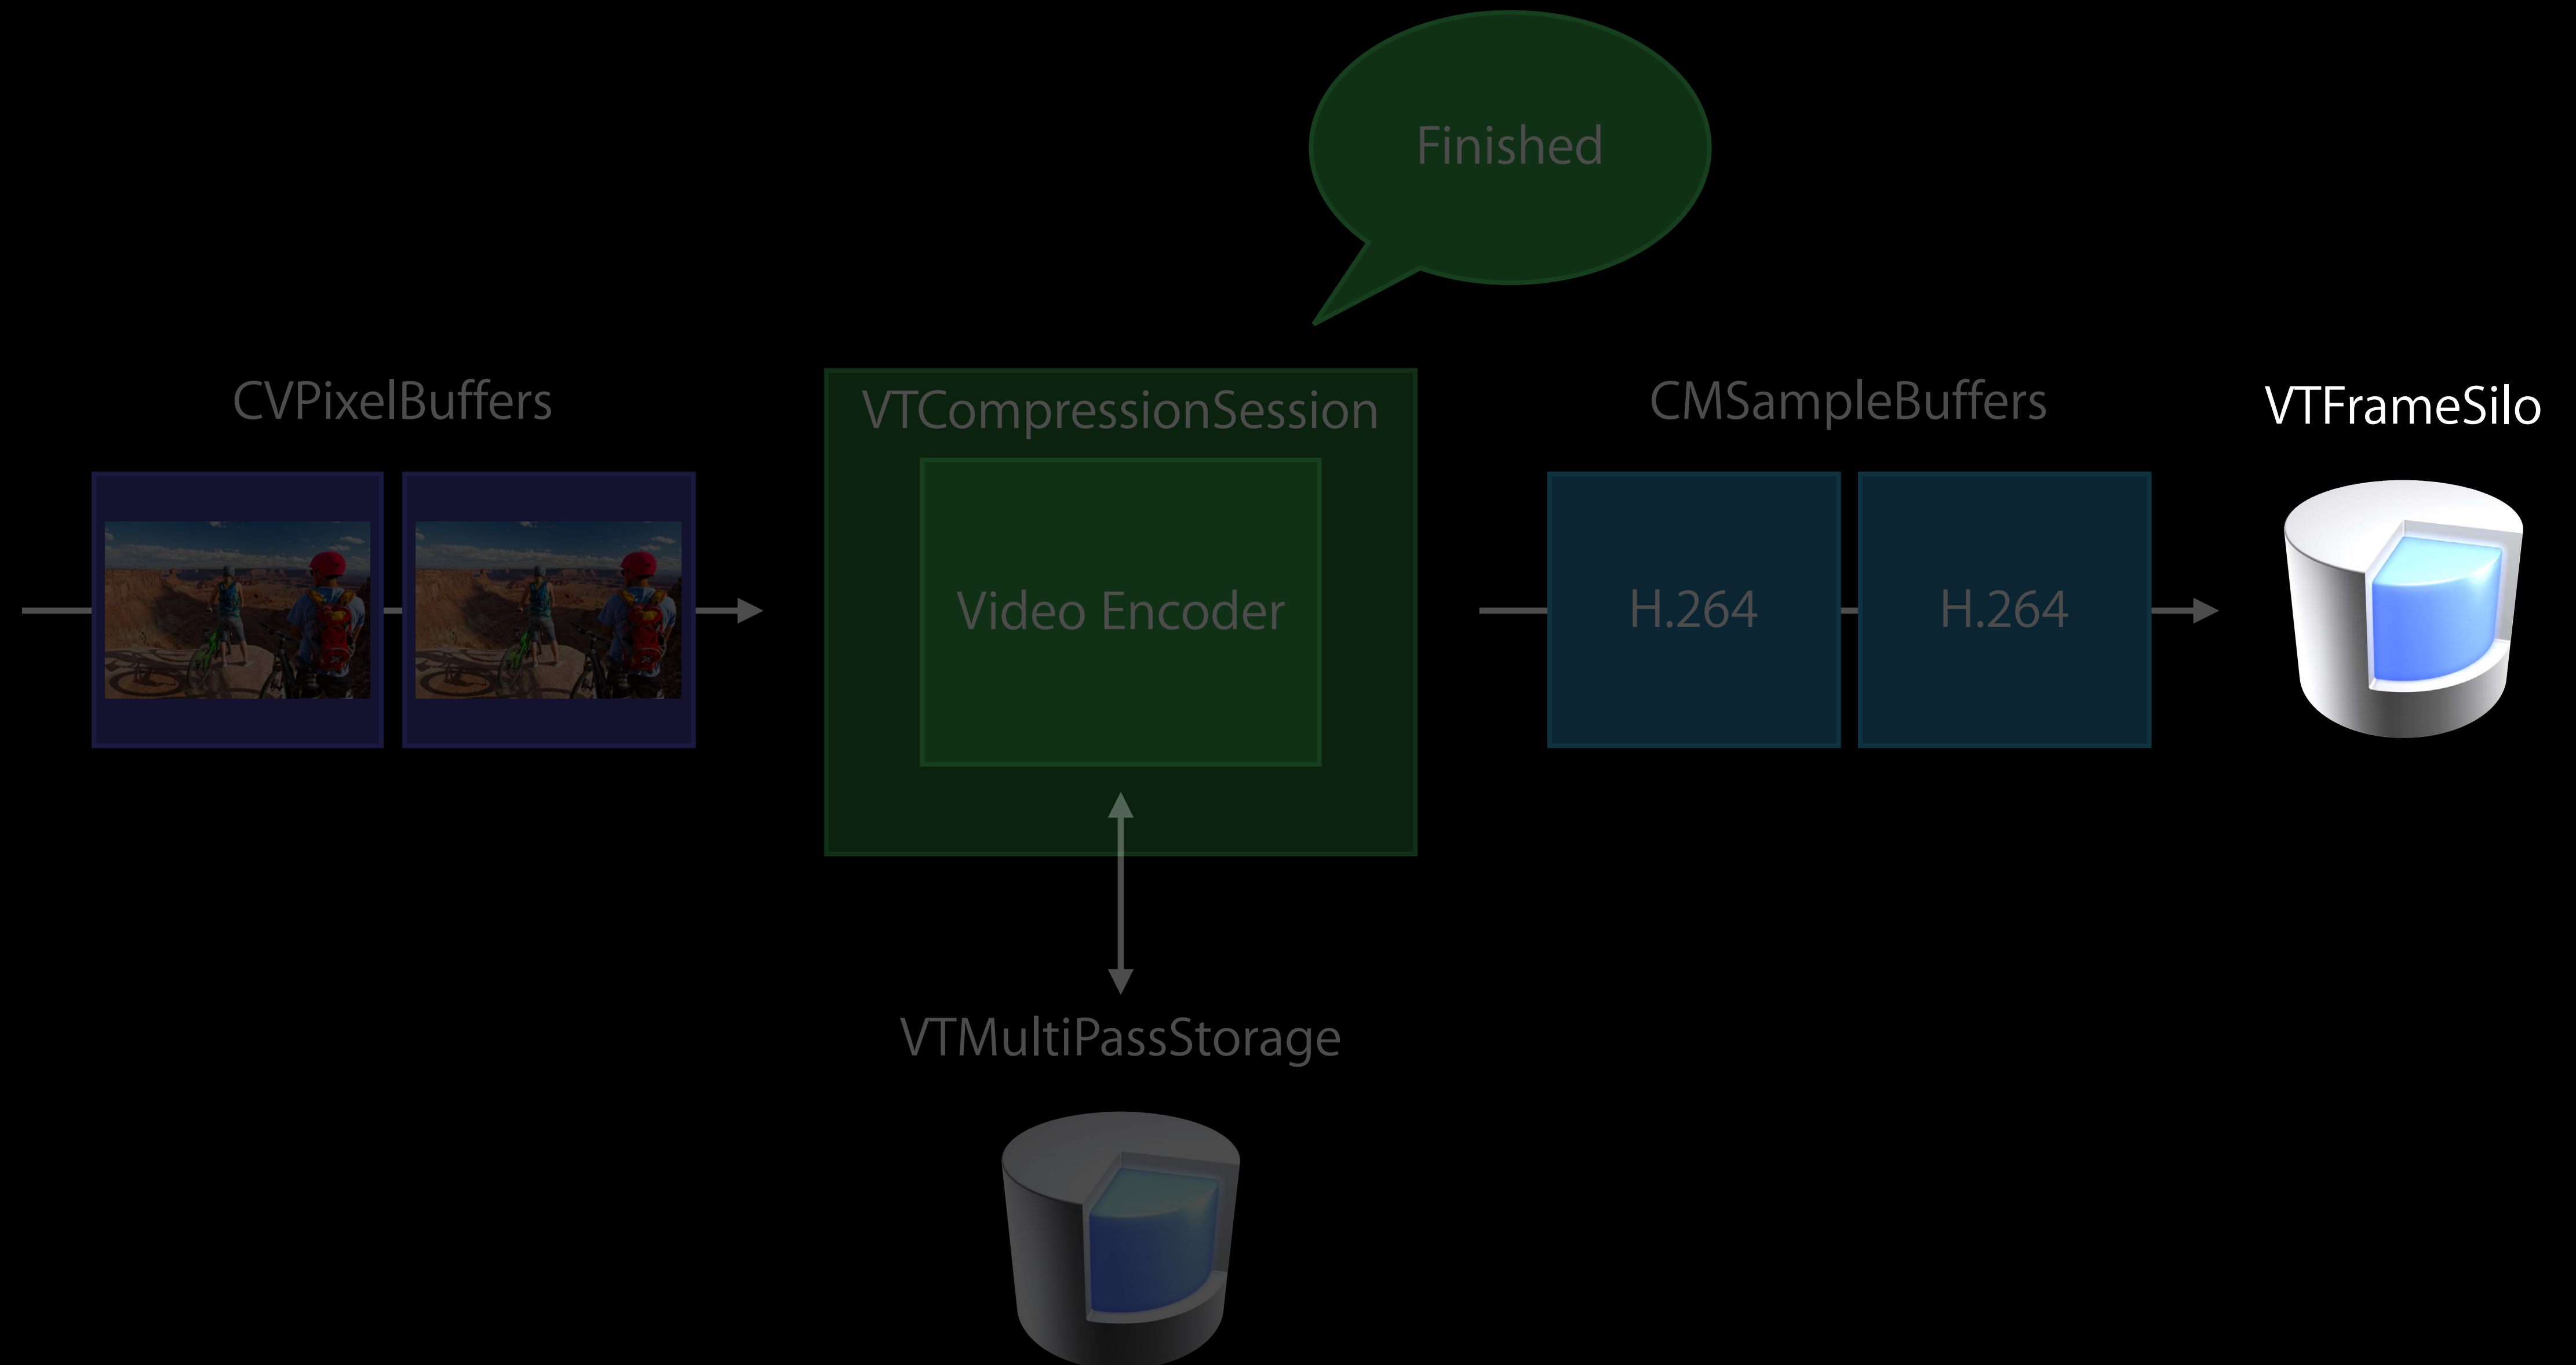 Finished
CVPixelBuffers
VTCompressionSession
CMSampleBuffers
VTFrameSilo
Video Encoder
H.264
H.264
VTMultiPassStorage